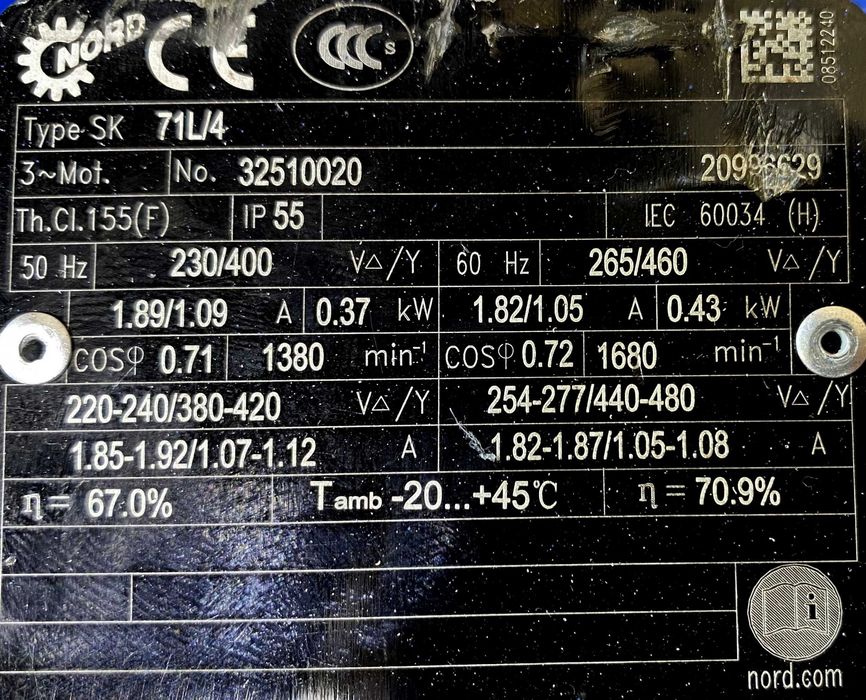 NORD CE CCC S 08512240
Type SK 71L/4
3~Mot. No. 32510020 20996629
Th.Cl.155(F) IP 55 IEC 60034 (H)
50 Hz 230/400 V△/Y 60 Hz 265/460 V△/Y
1.89/1.09 A 0.37 kW 1.82/1.05 A 0.43 kW
COSφ 0.71 1380 min⁻¹ COSφ 0.72 1680 min⁻¹
220-240/380-420 V△/Y 254-277/440-480 V△/Y
1.85-1.92/1.07-1.12 A 1.82-1.87/1.05-1.08 A
η= 67.0% Tamb -20...+45℃ η= 70.9%
i
nord.com